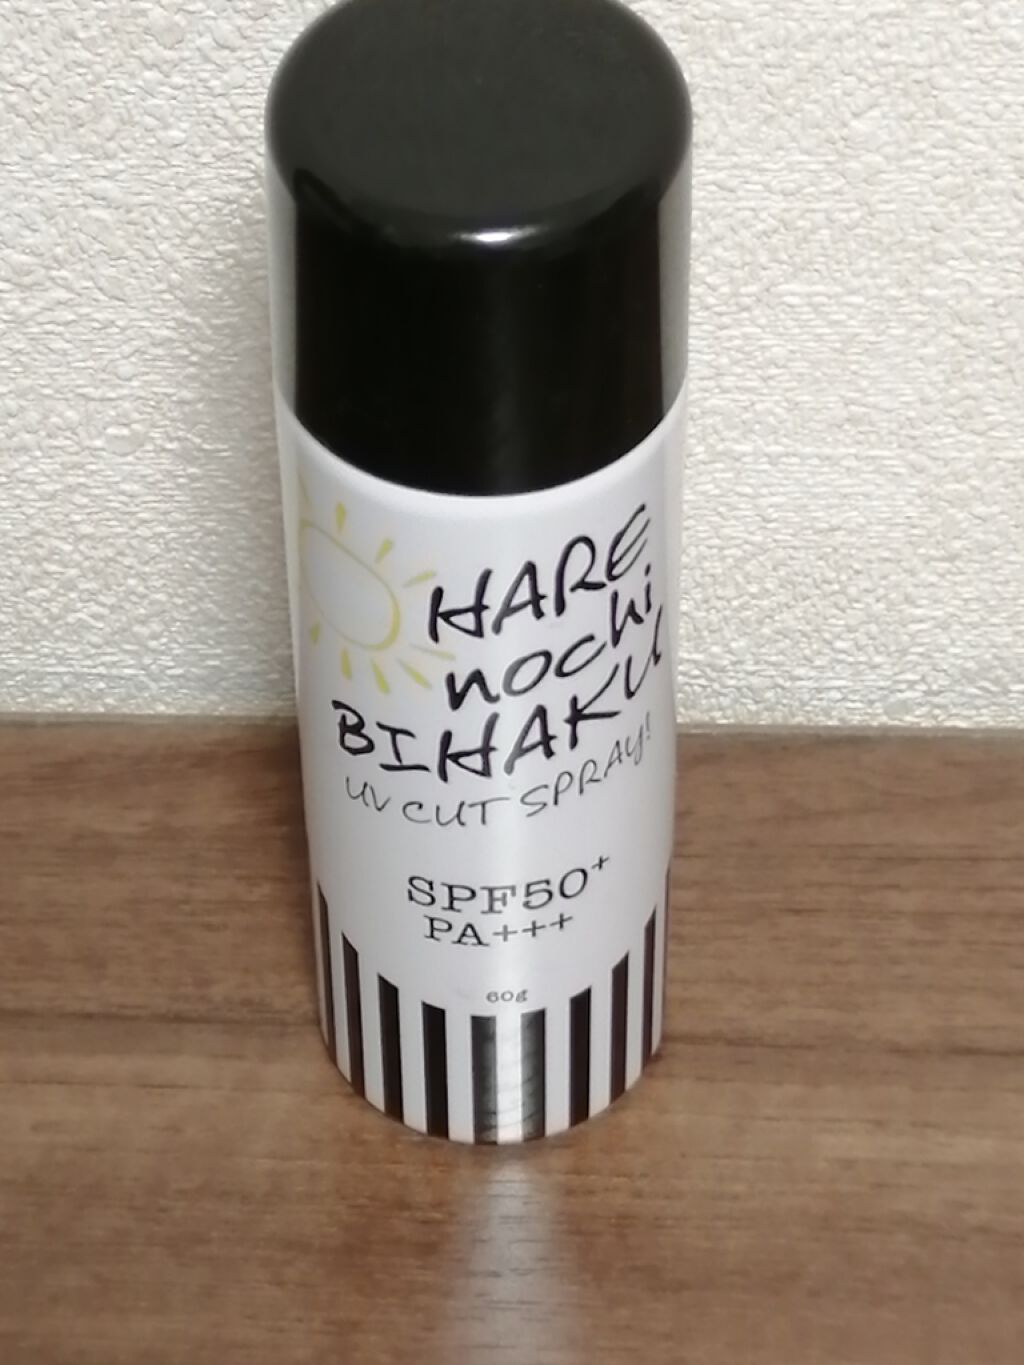 HARE
nochi
BIHAKU
UV CUT SPRAY!
SPF50+
PA+++
60g